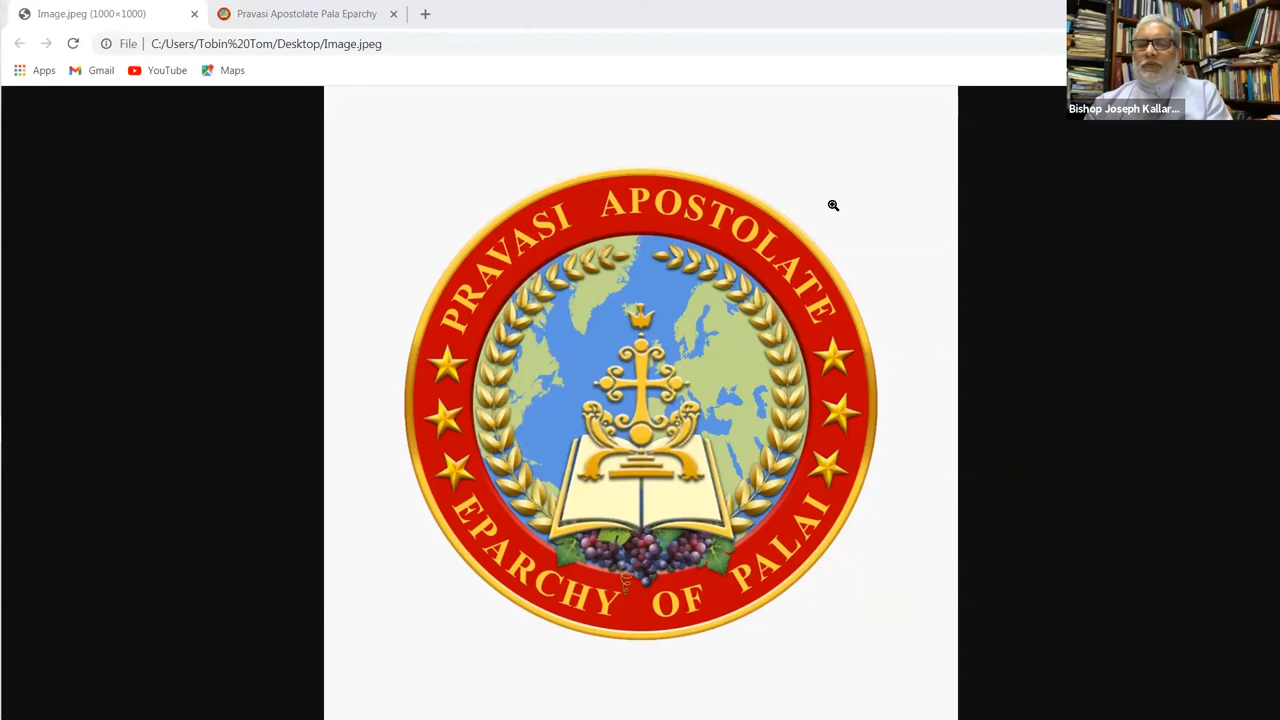 Image.jpeg (1000×1000)
Pravasi Apostolate Pala Eparchy
File
C:/Users/Tobin%20Tom/Desktop/Image.jpeg
Apps
Gmail
YouTube
Maps
Bishop Joseph Kallar...
PRAVASI APOSTOLATE
EPARCHY OF PALAI